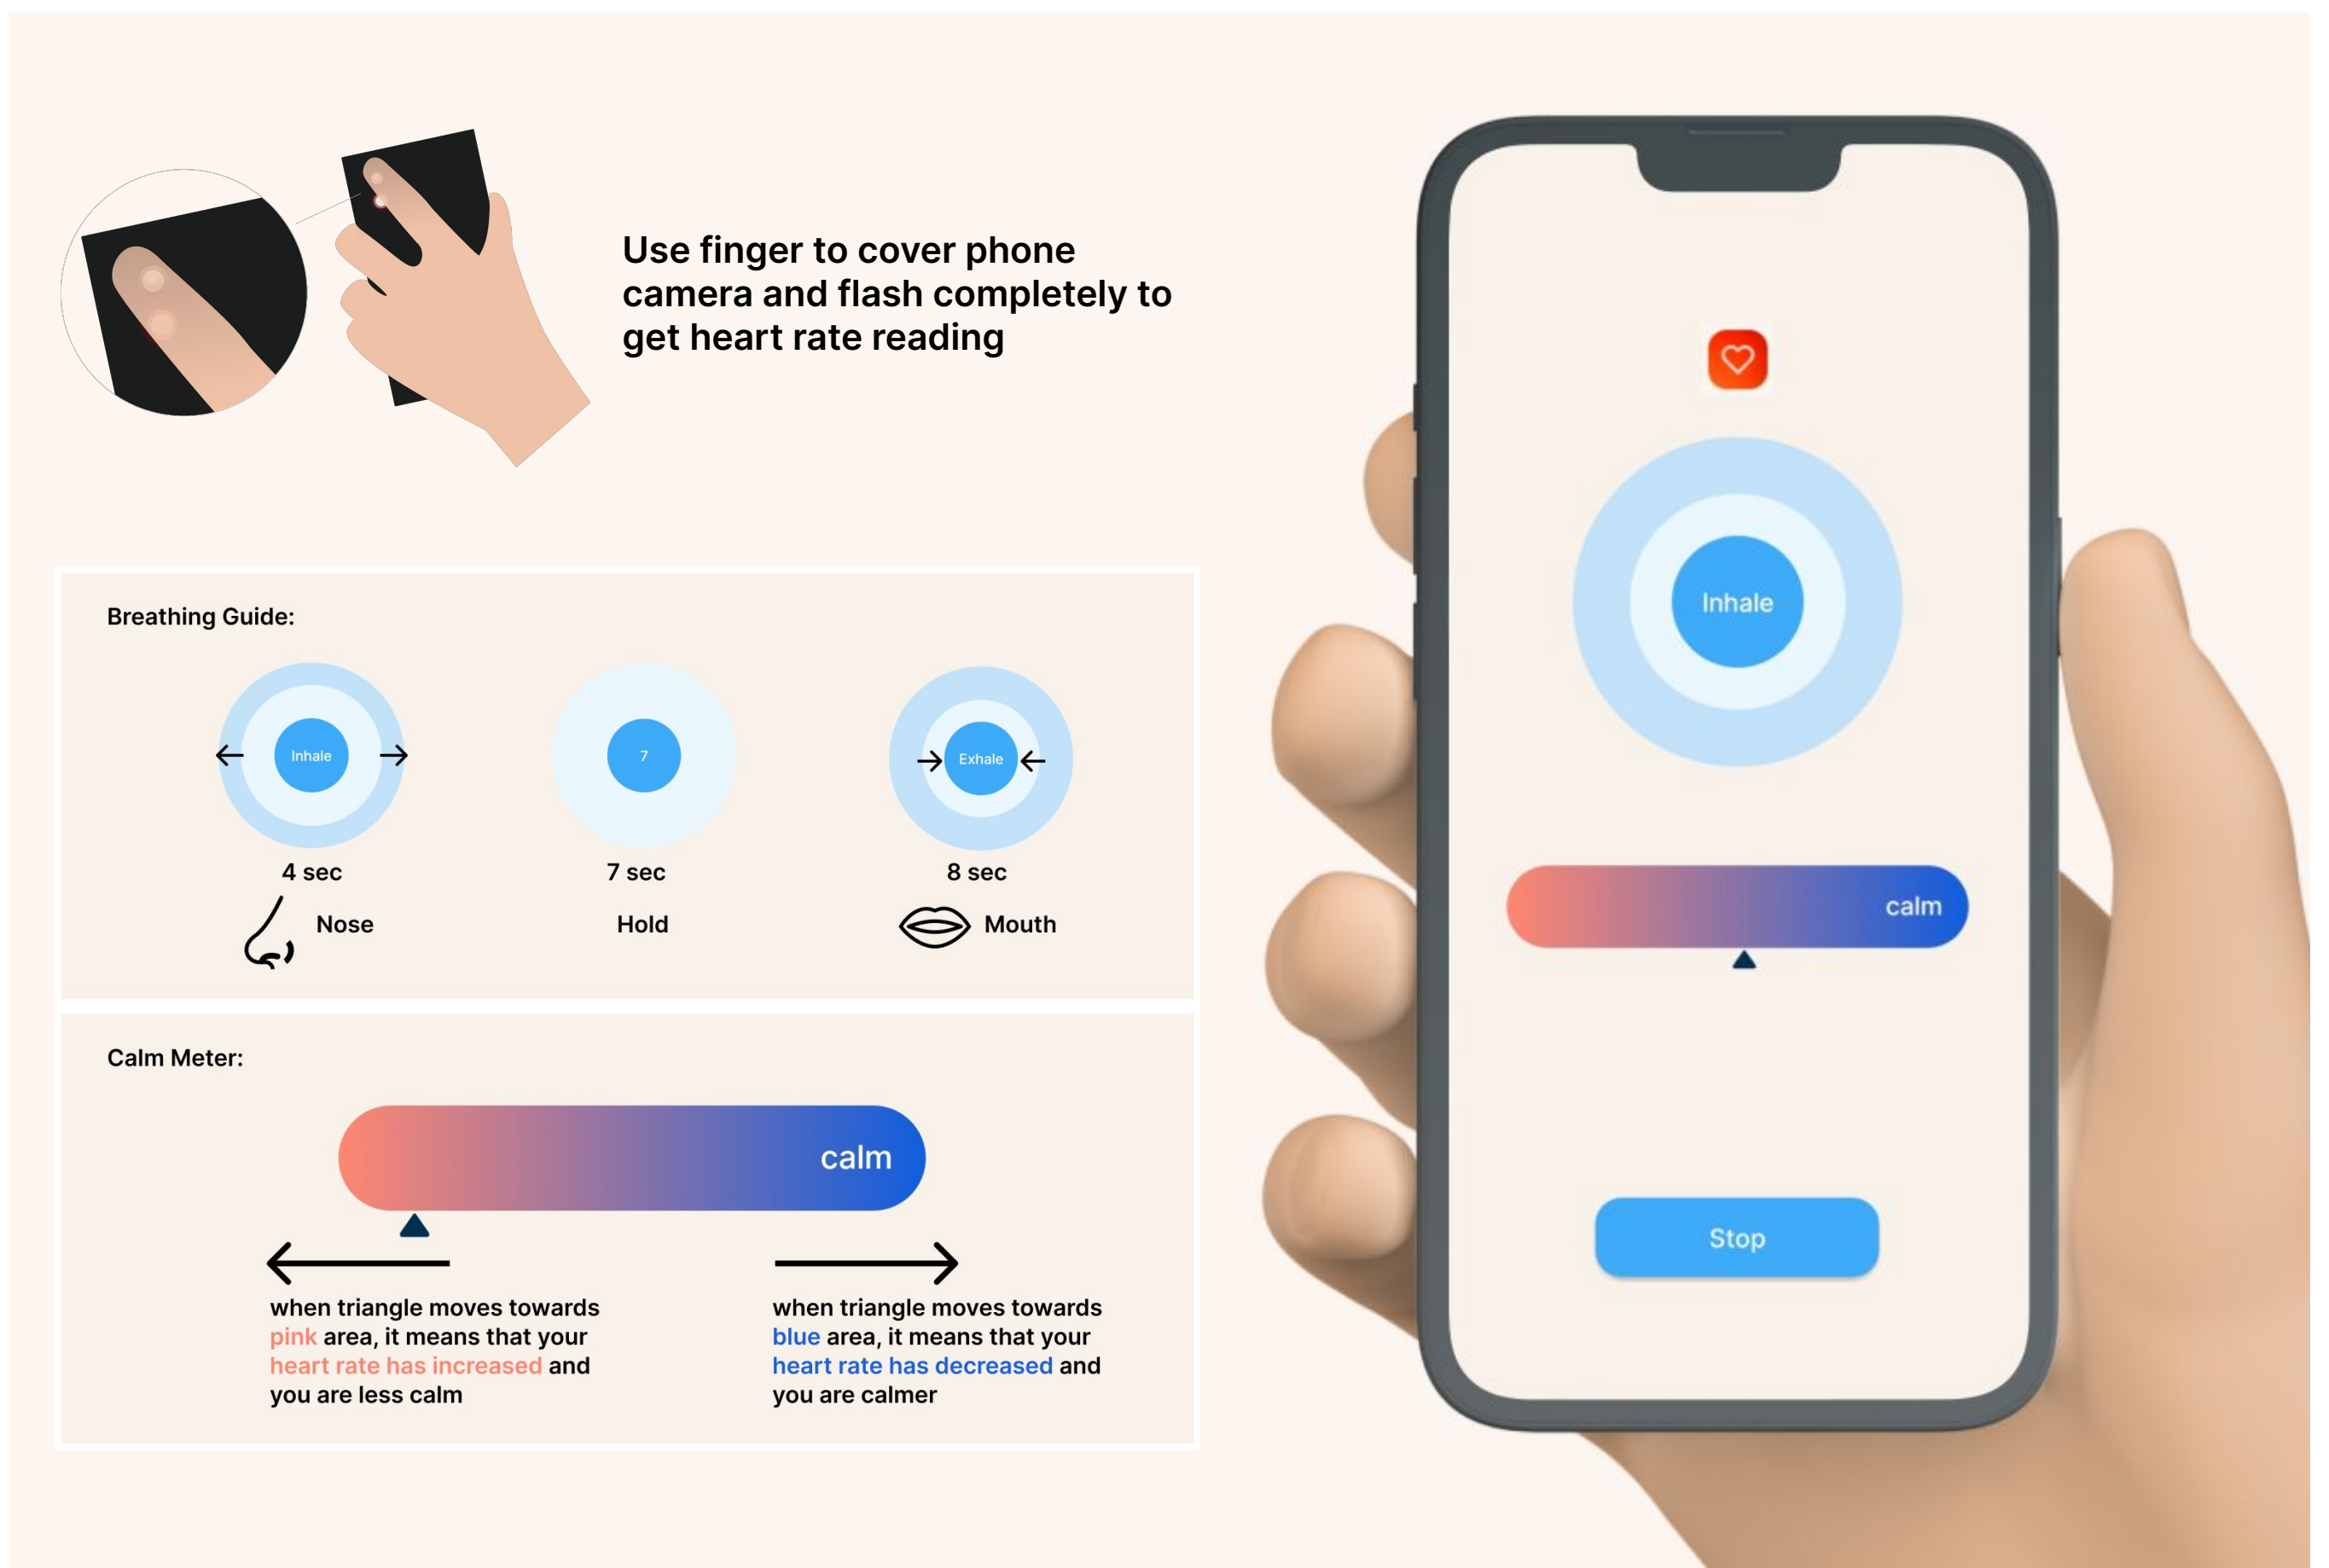 Use finger to cover phone
camera and flash completely to
get heart rate reading
Breathing Guide:
Inhale
7
Exhale
4 sec
7 sec
8 sec
Nose
Hold
Mouth
Calm Meter:
calm
when triangle moves towards
pink area, it means that your
heart rate has increased and
you are less calm
when triangle moves towards
blue area, it means that your
heart rate has decreased and
you are calmer
Inhale
calm
Stop